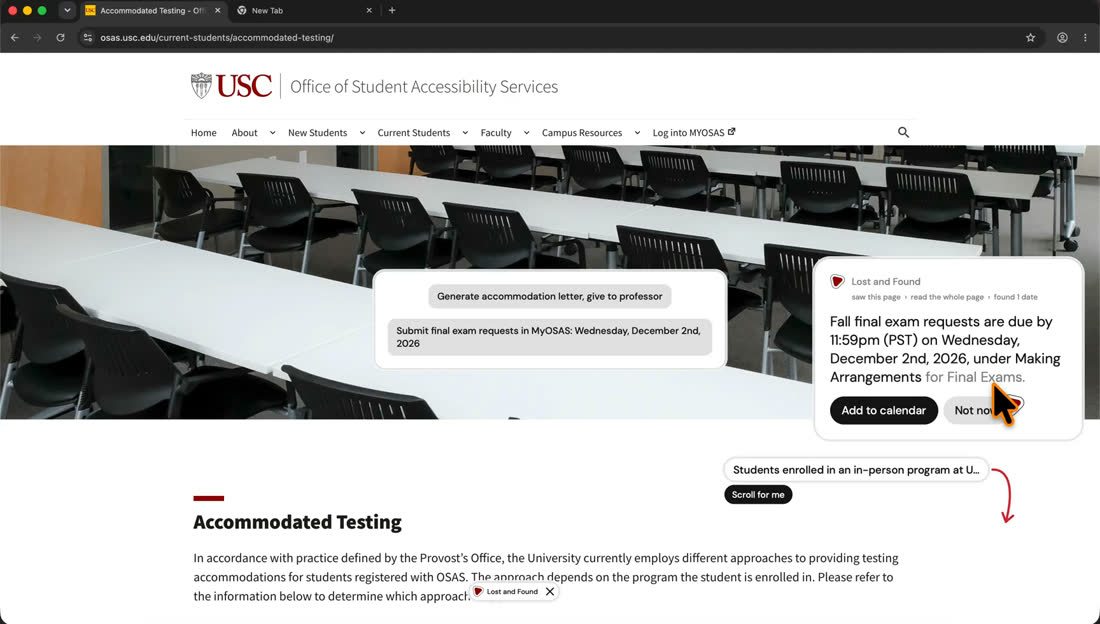 Accommodated Testing - Off
New Tab
osas.usc.edu/current-students/accommodated-testing/
USC Office of Student Accessibility Services
Home About New Students Current Students Faculty Campus Resources Log into MYOSAS
Generate accommodation letter, give to professor
Submit final exam requests in MyOSAS: Wednesday, December 2nd,
2026
Lost and Found
saw this page • read the whole page • found 1 date
Fall final exam requests are due by
11:59pm (PST) on Wednesday,
December 2nd, 2026, under Making
Arrangements for Final Exams.
Add to calendar
Not now
Students enrolled in an in-person program at U...
Scroll for me
Accommodated Testing
In accordance with practice defined by the Provost's Office, the University currently employs different approaches to providing testing
accommodations for students registered with OSAS. The approach depends on the program the student is enrolled in. Please refer to
the information below to determine which approach
Lost and Found